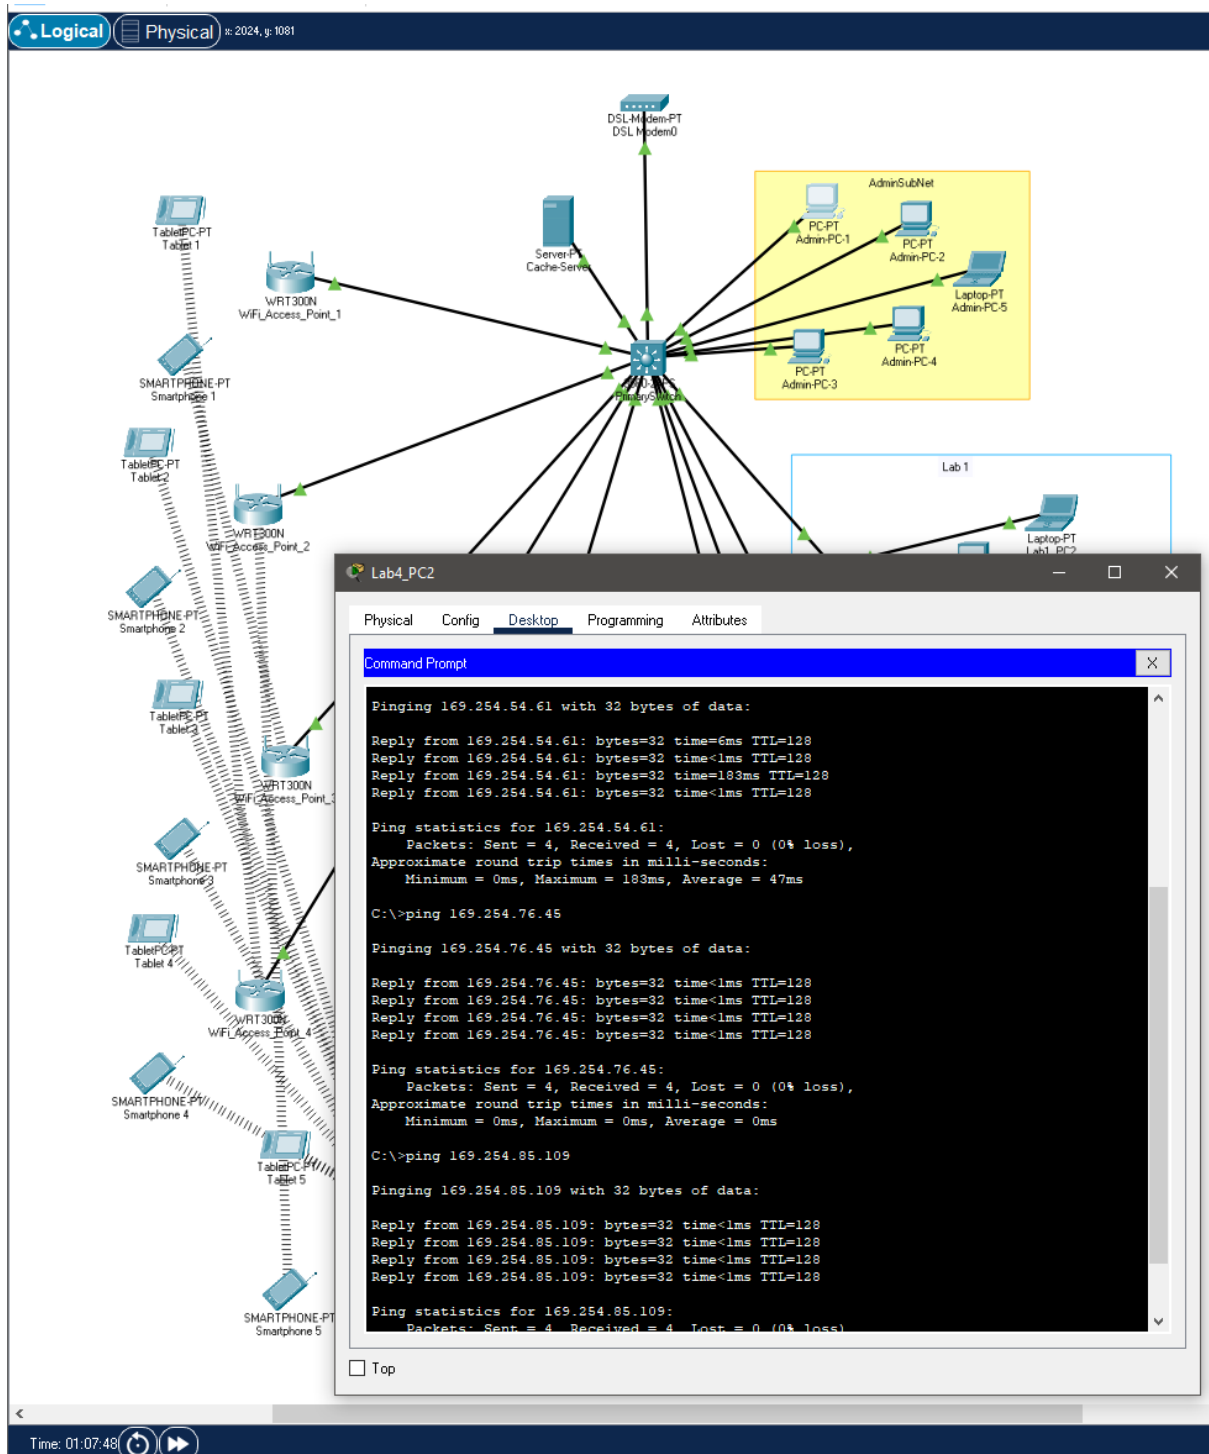 Logical
Physical
x: 2024, y: 1081
DSL-Modem-PT
DSL Modem0
AdminSubNet
PC-PT
Admin-PC-1
PC-PT
Admin-PC-2
Laptop-PT
Admin-PC-5
PC-PT
Admin-PC-4
PC-PT
Admin-PC-3
Server-PT
Cache-Server
TabletPC-PT
Tablet 1
WRT300N
WiFi_Access_Point_1
SMARTPHONE-PT
Smartphone 1
PrimarySwitch
TabletPC-PT
Tablet 2
Lab 1
WRT300N
WiFi_Access_Point_2
Laptop-PT
Lab1_PC2
SMARTPHONE-PT
Smartphone 2
TabletPC-PT
Tablet 3
WRT300N
WiFi_Access_Point_3
SMARTPHONE-PT
Smartphone 3
TabletPC-PT
Tablet 4
WRT300N
WiFi_Access_Point_4
SMARTPHONE-PT
Smartphone 4
TabletPC-PT
Tablet 5
SMARTPHONE-PT
Smartphone 5
Lab4_PC2
Physical Config Desktop Programming Attributes
Command Prompt
X
Pinging 169.254.54.61 with 32 bytes of data:
Reply from 169.254.54.61: bytes=32 time=6ms TTL=128
Reply from 169.254.54.61: bytes=32 time<1ms TTL=128
Reply from 169.254.54.61: bytes=32 time=183ms TTL=128
Reply from 169.254.54.61: bytes=32 time<1ms TTL=128
Ping statistics for 169.254.54.61:
Packets: Sent = 4, Received = 4, Lost = 0 (0% loss),
Approximate round trip times in milli-seconds:
Minimum = 0ms, Maximum = 183ms, Average = 47ms
C:\>ping 169.254.76.45
Pinging 169.254.76.45 with 32 bytes of data:
Reply from 169.254.76.45: bytes=32 time<1ms TTL=128
Reply from 169.254.76.45: bytes=32 time<1ms TTL=128
Reply from 169.254.76.45: bytes=32 time<1ms TTL=128
Reply from 169.254.76.45: bytes=32 time<1ms TTL=128
Ping statistics for 169.254.76.45:
Packets: Sent = 4, Received = 4, Lost = 0 (0% loss),
Approximate round trip times in milli-seconds:
Minimum = 0ms, Maximum = 0ms, Average = 0ms
C:\>ping 169.254.85.109
Pinging 169.254.85.109 with 32 bytes of data:
Reply from 169.254.85.109: bytes=32 time<1ms TTL=128
Reply from 169.254.85.109: bytes=32 time<1ms TTL=128
Reply from 169.254.85.109: bytes=32 time<1ms TTL=128
Reply from 169.254.85.109: bytes=32 time<1ms TTL=128
Ping statistics for 169.254.85.109:
Packets: Sent = 4, Received = 4, Lost = 0 (0% loss)
Top
Time: 01:07:48